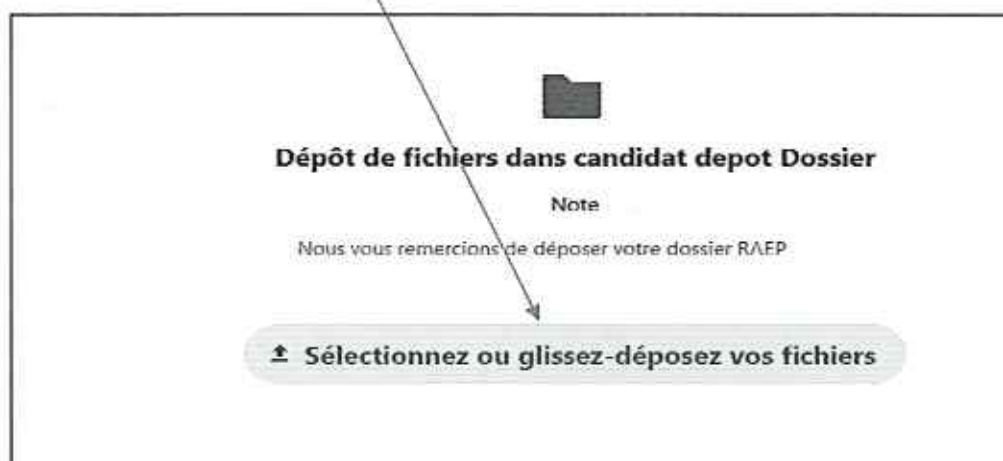 Dépôt de fichiers dans candidat depot Dossier
Note
Nous vous remercions de déposer votre dossier RAEP
Sélectionnez ou glissez-déposez vos fichiers